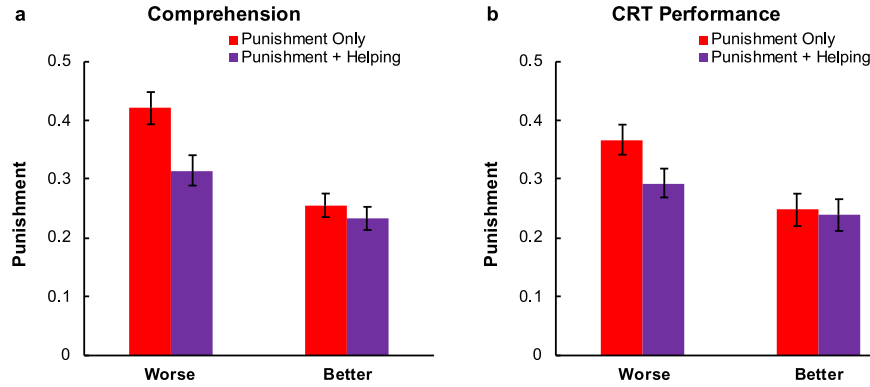 a
Comprehension
Punishment Only
Punishment + Helping
0.5
0.4
0.3
0.2
0.1
0
Punishment
Worse
Better
b
CRT Performance
Punishment Only
Punishment + Helping
0.5
0.4
0.3
0.2
0.1
0
Punishment
Worse
Better